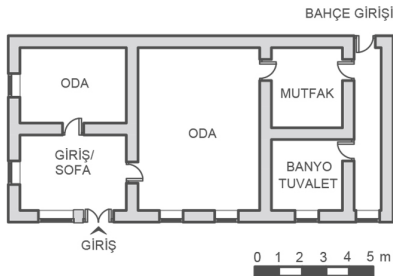 BAHÇE GİRİŞİ
ODA
MUTFAK
ODA
GİRİŞ/
SOFA
BANYO
TUVALET
GİRİŞ
0 1 2 3 4 5 m